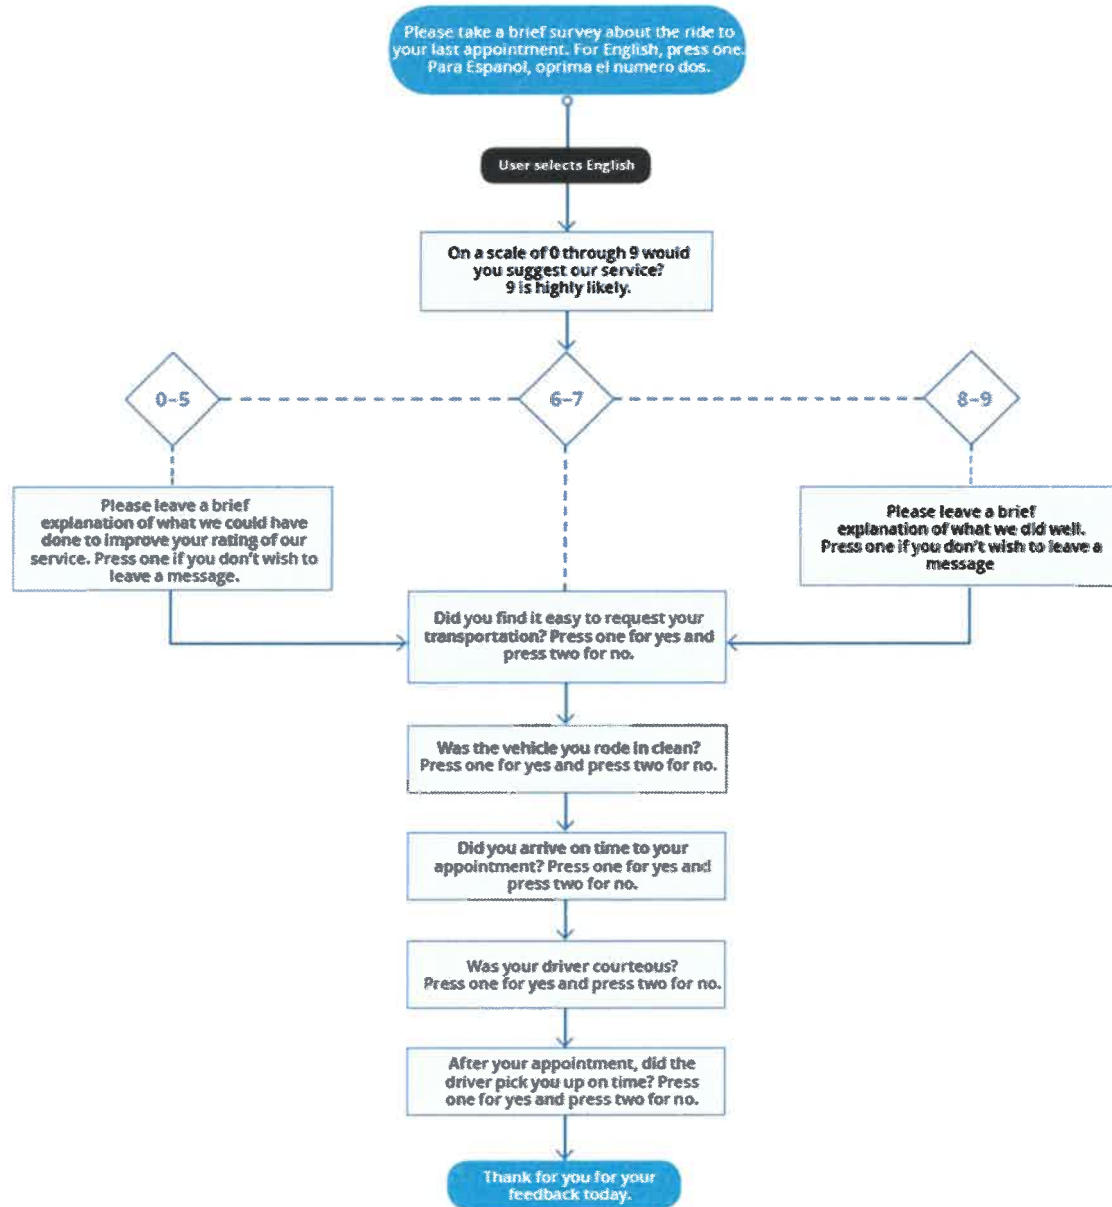 Please take a brief survey about the ride to
your last appointment. For English, press one.
Para Espanol, oprima el numero dos.
User selects English
On a scale of 0 through 9 would
you suggest our service?
9 is highly likely.
0–5
6–7
8–9
Please leave a brief
explanation of what we could have
done to improve your rating of our
service. Press one if you don't wish to
leave a message.
Please leave a brief
explanation of what we did well.
Press one if you don't wish to leave a
message
Did you find it easy to request your
transportation? Press one for yes and
press two for no.
Was the vehicle you rode in clean?
Press one for yes and press two for no.
Did you arrive on time to your
appointment? Press one for yes and
press two for no.
Was your driver courteous?
Press one for yes and press two for no.
After your appointment, did the
driver pick you up on time? Press
one for yes and press two for no.
Thank for you for your
feedback today.